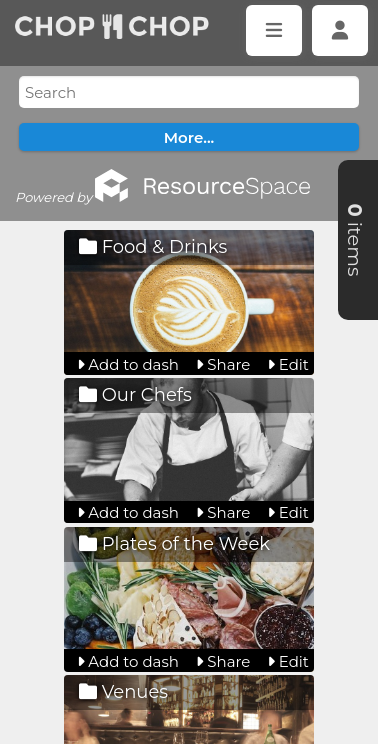 CHOP CHOP
Search
More...
Powered by ResourceSpace
0 items
Food & Drinks
Add to dash Share Edit
Our Chefs
Add to dash Share Edit
Plates of the Week
Add to dash Share Edit
Venues